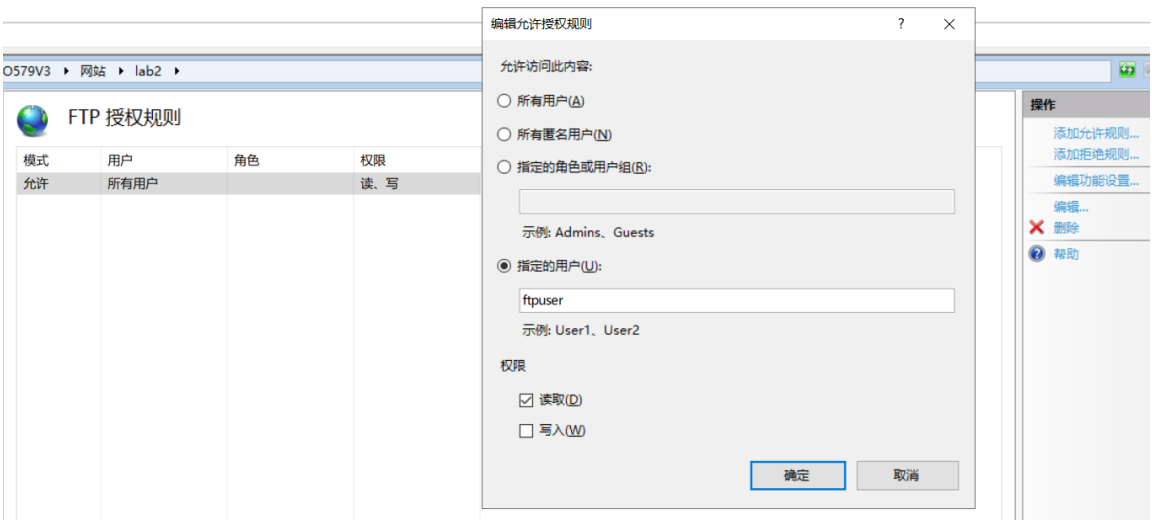 编辑允许授权规则
? ×
O579V3 ▸ 网站 ▸ lab2 ▸
FTP 授权规则
模式 用户 角色 权限
允许 所有用户 读、写
允许访问此内容:
所有用户(A)
所有匿名用户(N)
指定的角色或用户组(R):
示例: Admins、Guests
指定的用户(U):
ftpuser
示例: User1、User2
权限
读取(D)
写入(W)
确定 取消
操作
添加允许规则...
添加拒绝规则...
编辑功能设置...
编辑...
删除
帮助